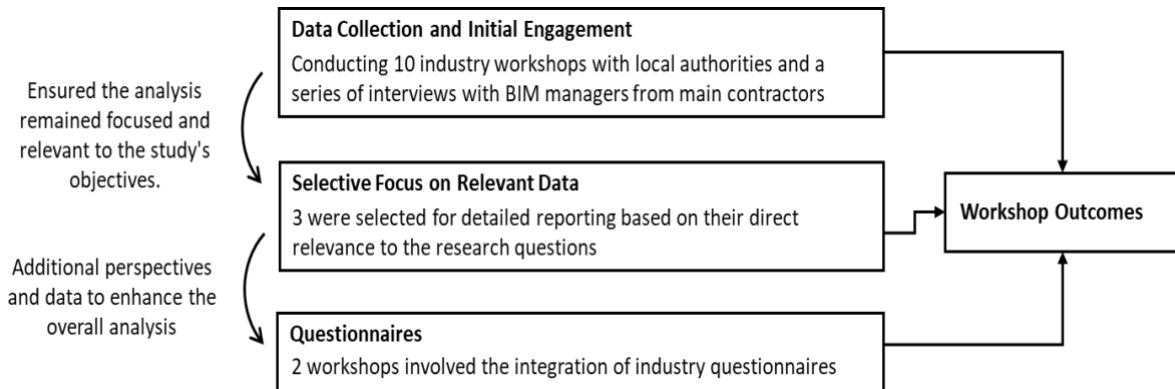 Data Collection and Initial Engagement
Conducting 10 industry workshops with local authorities and a
series of interviews with BIM managers from main contractors
Ensured the analysis
remained focused and
relevant to the study's
objectives.
Selective Focus on Relevant Data
3 were selected for detailed reporting based on their direct
relevance to the research questions
Workshop Outcomes
Additional perspectives
and data to enhance the
overall analysis
Questionnaires
2 workshops involved the integration of industry questionnaires